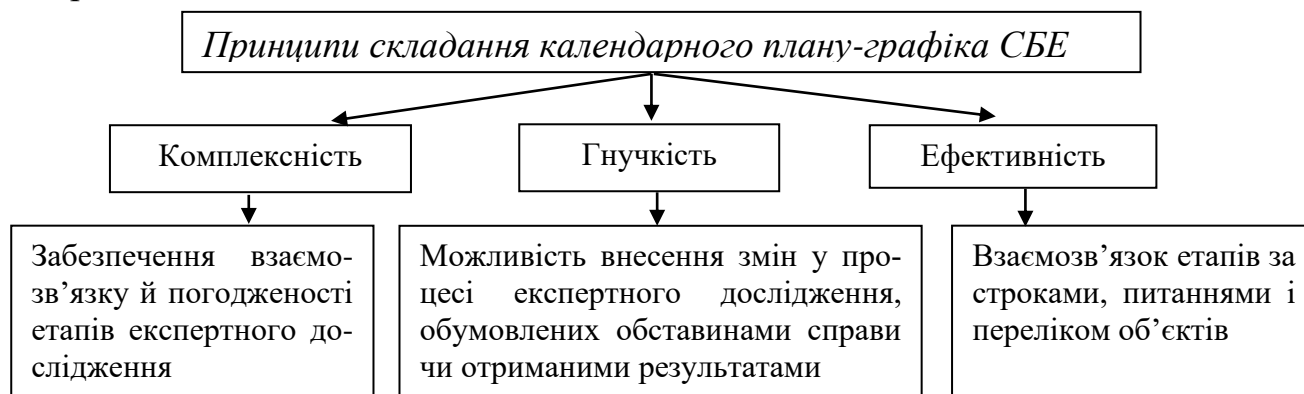 Принципи складання календарного плану-графіка СБЕ
Комплексність
Гнучкість
Ефективність
Забезпечення взаємо-
зв’язку й погодженості
етапів експертного до-
слідження
Можливість внесення змін у про-
цесі експертного дослідження,
обумовлених обставинами справи
чи отриманими результатами
Взаємозв’язок етапів за
строками, питаннями і
переліком об’єктів